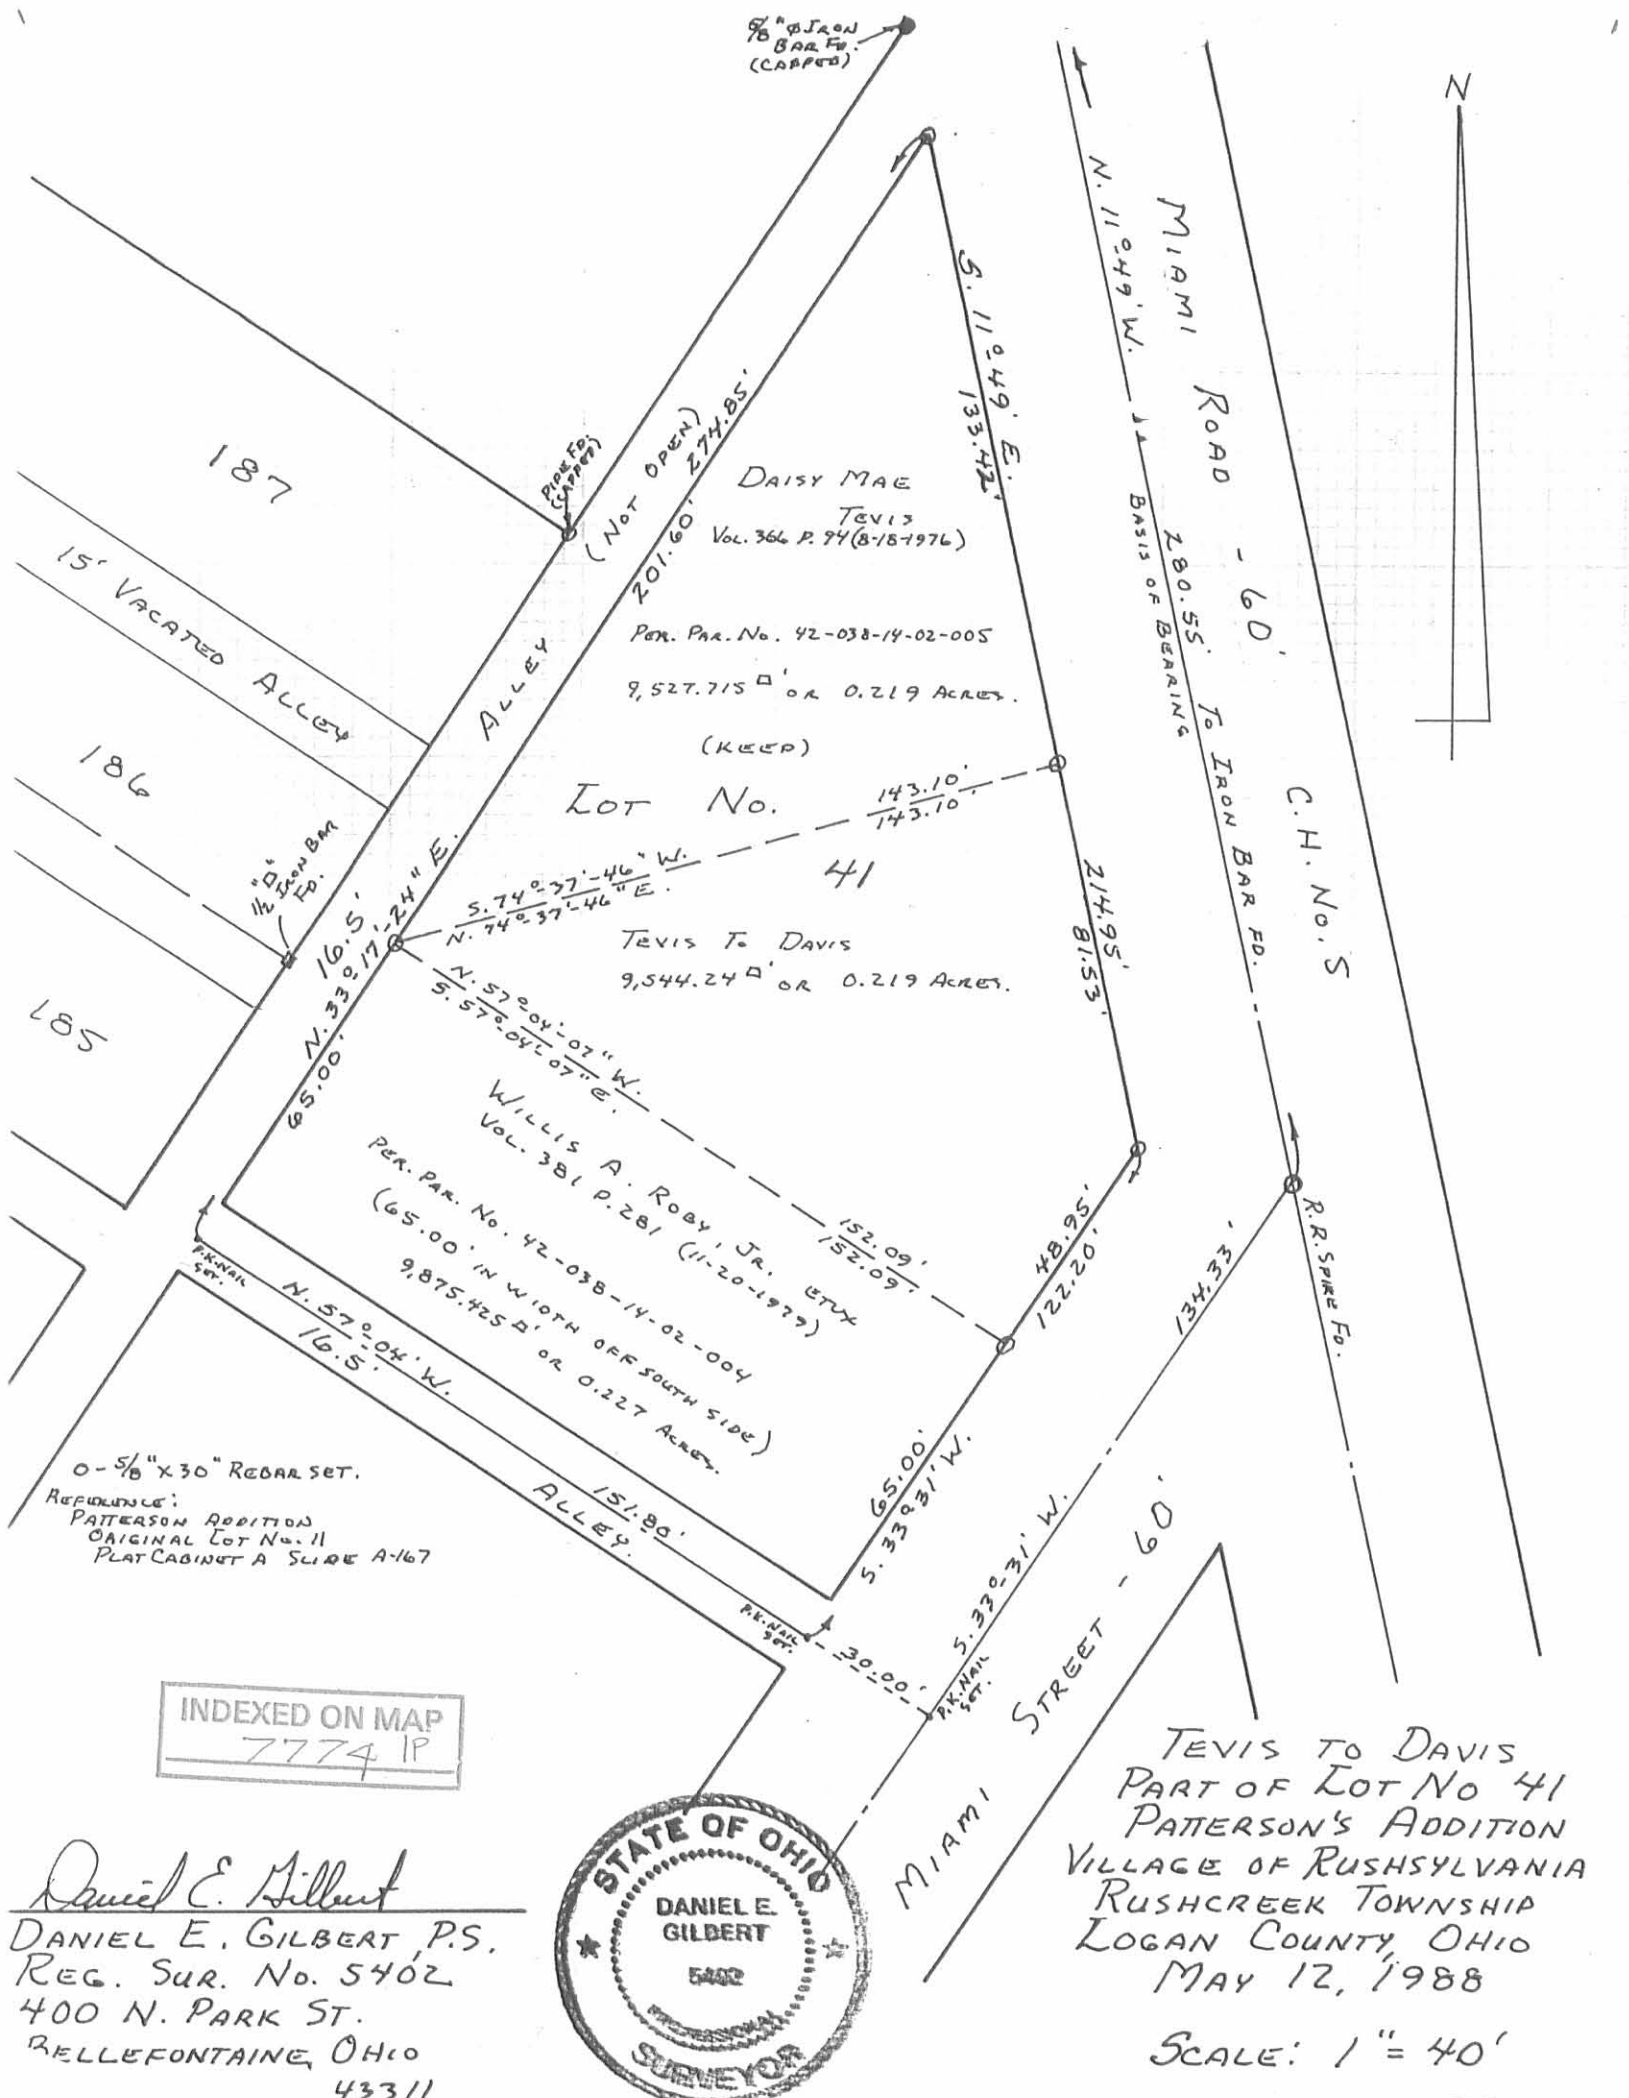 5/8" Ø IRON
BAR FD.
(CAPPED)
N
N. 11°-49' W.
280.55' TO IRON BAR FD.
BASIS OF BEARING
MIAMI ROAD - 60'
C.H. No. 5
S. 11°-49' E.
133.42'
214.95'
81.53'
187
15' VACATED ALLEY
186
185
PIPE FD.
(CAPPED)
1 1/2" □ IRON BAR
FD.
ALLEY (NOT OPEN)
16.5'
N. 33°-17'-24" E.
274.85'
201.60'
65.00'
DAISY MAE
TEVIS
VOL. 366 P. 94 (8-18-1976)
PER. PAR. No. 42-038-14-02-005
9,527.715 □' OR 0.219 ACRES.
(KEEP)
LOT No.
41
143.10'
143.10'
S. 74°-37'-46" W.
N. 74°-37'-46" E.
TEVIS TO DAVIS
9,544.24 □' OR 0.219 ACRES.
N. 57°-04'-07" W.
S. 57°-04'-07" E.
152.09'
152.09'
WILLIS A. ROBY, JR. ETUX
VOL. 381 P. 281 (11-20-1979)
PER. PAR. No. 42-038-14-02-004
(65.00' IN WIDTH OFF SOUTH SIDE)
9,875.425 □' OR 0.227 ACRES.
48.95'
122.20'
65.00'
S. 33°-31' W.
134.33'
R.R. SPIKE FD.
S. 33°-31' W.
P.K. NAIL
SET.
N. 57°-04' W.
16.5'
151.80'
ALLEY.
P.K. NAIL
SET.
30.00'
P.K. NAIL
SET.
MIAMI STREET - 60'
O - 5/8" X 30" REBAR SET.
REFERENCE:
PATTERSON ADDITION
ORIGINAL LOT No. 11
PLAT CABINET A SLIDE A-167
INDEXED ON MAP
7774 IP
Daniel E. Gilbert
DANIEL E. GILBERT, P.S.
REG. SUR. No. 5402
400 N. PARK ST.
BELLEFONTAINE, OHIO
43311
STATE OF OHIO
DANIEL E.
GILBERT
5402
PROFESSIONAL
SURVEYOR
TEVIS TO DAVIS
PART OF LOT No 41
PATTERSON'S ADDITION
VILLAGE OF RUSHSYLVANIA
RUSHCREEK TOWNSHIP
LOGAN COUNTY, OHIO
MAY 12, 1988
SCALE: 1" = 40'